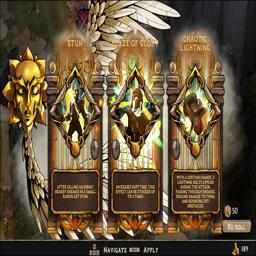 STUN
BLAZE OF GLORY
CHAOTIC
LIGHTNING
AFTER KILLING AN ENEMY
NEARBY ENEMIES IN A SMALL
RADIUS GET STUN
INCREASES BUFF TIME. THIS
EFFECT CAN BE STACKED UP
TO 3 TIMES
WITH A CERTAIN CHANCE, 2
LIGHTNING BOLTS APPEAR
DURING THE ATTACK,
PASSING THROUGH ENEMIES,
DEALING DAMAGE TO THEM,
AND BOUNCING OFF
OBSTACLES
50
RE-ROLL
NAVIGATE
APPLY
189